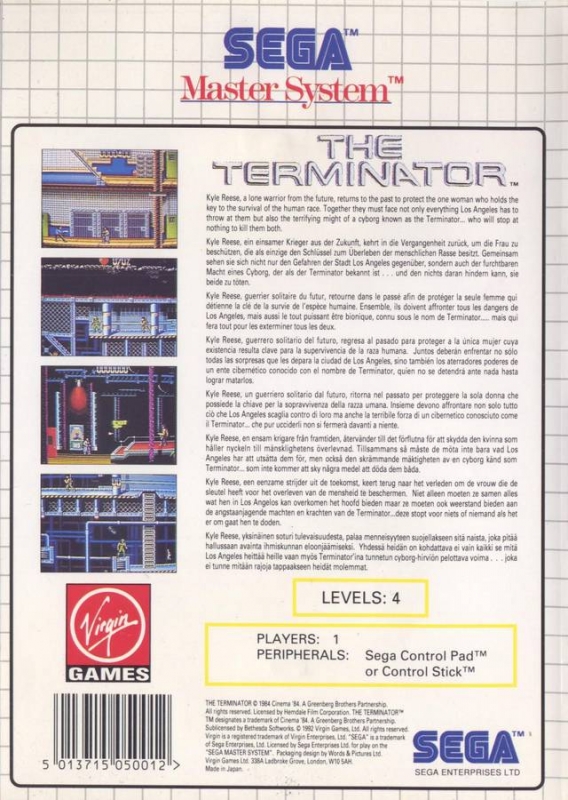 SEGA™
Master System™
THE
TERMINATOR™
Kyle Reese, a lone warrior from the future, returns to the past to protect the one woman who holds the
key to the survival of the human race. Together they must face not only everything Los Angeles has to
throw at them but also the terrifying might of a cyborg known as the Terminator... who will stop at
nothing to kill them both.
Kyle Reese, ein einsamer Krieger aus der Zukunft, kehrt in die Vergangenheit zurück, um die Frau zu
beschützen, die als einzige den Schlüssel zum Überleben der menschlichen Rasse besitzt. Gemeinsam
sehen sie sich nicht nur den Gefahren der Stadt Los Angeles gegenüber, sondern auch der furchtbaren
Macht eines Cyborg, der als der Terminator bekannt ist . . . und den nichts daran hindern kann, sie
beide zu töten.
Kyle Reese, guerrier solitaire du futur, retourne dans le passé afin de protéger la seule femme qui
détienne la clé de la survie de l'espèce humaine. Ensemble, ils doivent affronter tous les dangers de
Los Angeles, mais aussi le tout puissant être bionique, connu sous le nom de Terminator..... mais qui
fera tout pour les exterminer tous les deux.
Kyle Reese, guerrero solitario del futuro, regresa al pasado para proteger a la única mujer cuya
existencia resulta clave para la supervivencia de la raza humana. Juntos deberán enfrentar no sólo
todas las sorpresas que les depara la ciudad de Los Angeles, sino también los aterradores poderes de
un ente cibernético conocido con el nombre de Terminator, quien no se detendrá ante nada hasta
lograr matarlos.
Kyle Reese, un guerriero solitario dal futuro, ritorna nel passato per proteggere la sola donna che
possiede la chiave per la sopravvivenza della razza umana. Insieme devono affrontare non solo tutto
ciò che Los Angeles scaglia contro di loro ma anche la terribile forza di un cibernetico conosciuto come
il Terminator... che pur ucciderli non si fermerà davanti a niente.
Kyle Reese, en ensam krigare från framtiden, återvänder till det förflutna för att skydda den kvinna som
håller nyckeln till mänsklighetens överlevnad. Tillsammans så måste de möta inte bara vad Los
Angeles har att utsätta dem för, men också den skrämmande mäktigheten av en cyborg känd som
Terminator... som inte kommer att sky några medel att döda dem båda.
Kyle Reese, een eenzame strijder uit de toekomst, keert terug naar het verleden om de vrouw die de
sleutel heeft voor het overleven van de mensheid te beschermen. Niet alleen moeten ze samen alles
wat hen in Los Angelos kan overkomen het hoofd bieden maar ze moeten ook weerstand bieden aan
de angstaanjagende machten en krachten van the Terminator...deze stopt voor niets of niemand als het
er om gaat hen te doden.
Kyle Reese, yksinäinen soturi tulevaisuudesta, palaa menneisyyteen suojellakseen sitä naista, joka pitää
hallussaan avainta ihmiskunnan eloonjäämiseksi. Yhdessä heidän on kohdattava ei vain kaikki se mitä
Los Angeles heittää heille vaan myös Terminator'ina tunnetun cyborg-hirviön pelottava voima . . . joka
ei tunne mitään rajoja tappaakseen heidät molemmat.
LEVELS: 4
PLAYERS: 1
PERIPHERALS: Sega Control Pad™
or Control Stick™
Virgin
GAMES
THE TERMINATOR © 1984 Cinema '84. A Greenberg Brothers Partnership.
All rights reserved. Licensed by Hemdale Film Corporation. THE TERMINATOR™
TM designates a trademark of Cinema '84. A Greenberg Brothers Partnership.
Sublicensed by Bethesda Softworks. © 1992 Virgin Games, Ltd. All rights reserved.
Virgin is a registered trademark of Virgin Enterprises, Ltd. "SEGA" is a trademark
of Sega Enterprises, Ltd. Licensed by Sega Enterprises Ltd. for play on the
"SEGA MASTER SYSTEM". Packaging design by Words & Pictures Ltd.
Virgin Games Ltd. 338A Ladbroke Grove, London, W10 5AH.
Made in Japan.
5 013715 050012 >
SEGA™
SEGA ENTERPRISES LTD